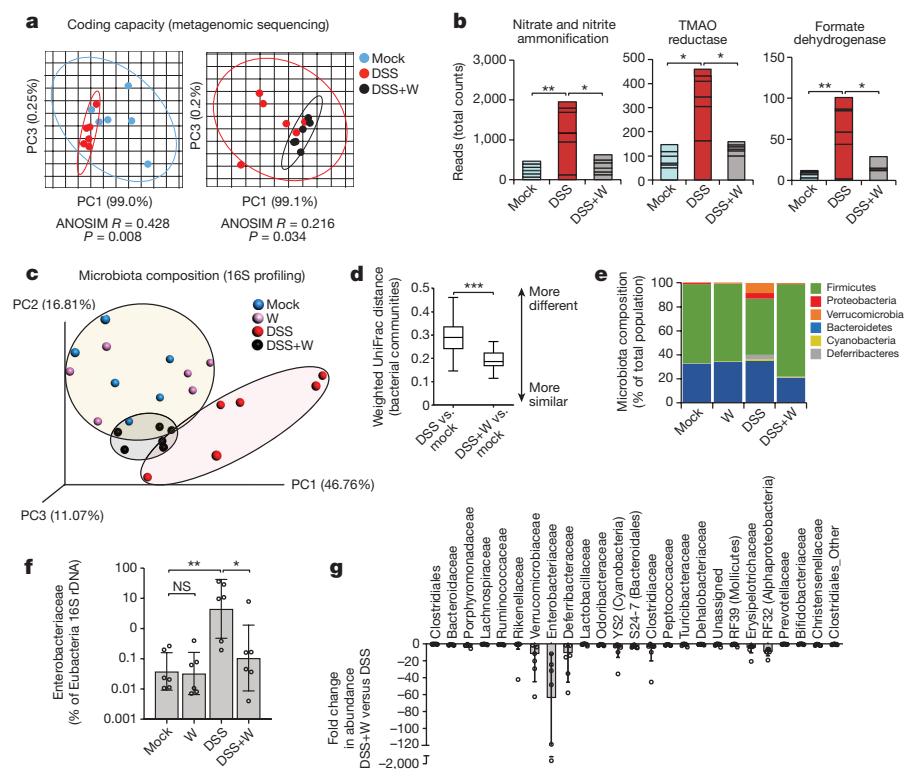 a
Coding capacity (metagenomic sequencing)
PC3 (0.25%)
PC1 (99.0%)
ANOSIM R = 0.428
P = 0.008
PC3 (0.2%)
PC1 (99.1%)
ANOSIM R = 0.216
P = 0.034
Mock
DSS
DSS+W
b
Nitrate and nitrite
ammonification
Reads (total counts)
3,000
2,000
1,000
0
**
*
Mock
DSS
DSS+W
TMAO
reductase
500
400
300
200
100
0
*
*
Mock
DSS
DSS+W
Formate
dehydrogenase
150
100
50
0
**
*
Mock
DSS
DSS+W
c
Microbiota composition (16S profiling)
PC2 (16.81%)
PC1 (46.76%)
PC3 (11.07%)
Mock
W
DSS
DSS+W
d
Weighted UniFrac distance
(bacterial communities)
0.5
0.4
0.3
0.2
0.1
0
***
DSS vs.
mock
DSS+W vs.
mock
More
different
More
similar
e
Microbiota composition
(% of total population)
100
80
60
40
20
0
Mock
W
DSS
DSS+W
Firmicutes
Proteobacteria
Verrucomicrobia
Bacteroidetes
Cyanobacteria
Deferribacteres
f
Enterobacteriaceae
(% of Eubacteria 16S rDNA)
100
10
0
0.1
0.01
0.001
**
*
NS
Mock
W
DSS
DSS+W
g
Fold change
in abundance
DSS+W versus DSS
0
−20
−40
−60
−80
−100
−120
−2,000
Clostridiales
Bacteroidaceae
Porphyromonadaceae
Lachnospiraceae
Ruminococcaceae
Rikenellaceae
Verrucomicrobiaceae
Enterobacteriaceae
Deferribacteraceae
Lactobacillaceae
Odoribacteraceae
YS2 (Cyanobacteria)
S24-7 (Bacteroidales)
Clostridiaceae
Peptococcaceae
Turicibacteraceae
Dehalobacteriaceae
Unassigned
RF39 (Mollicutes)
Erysipelotrichaceae
RF32 (Alphaproteobacteria)
Prevotellaceae
Bifidobacteriaceae
Christensenellaceae
Clostridiales_Other